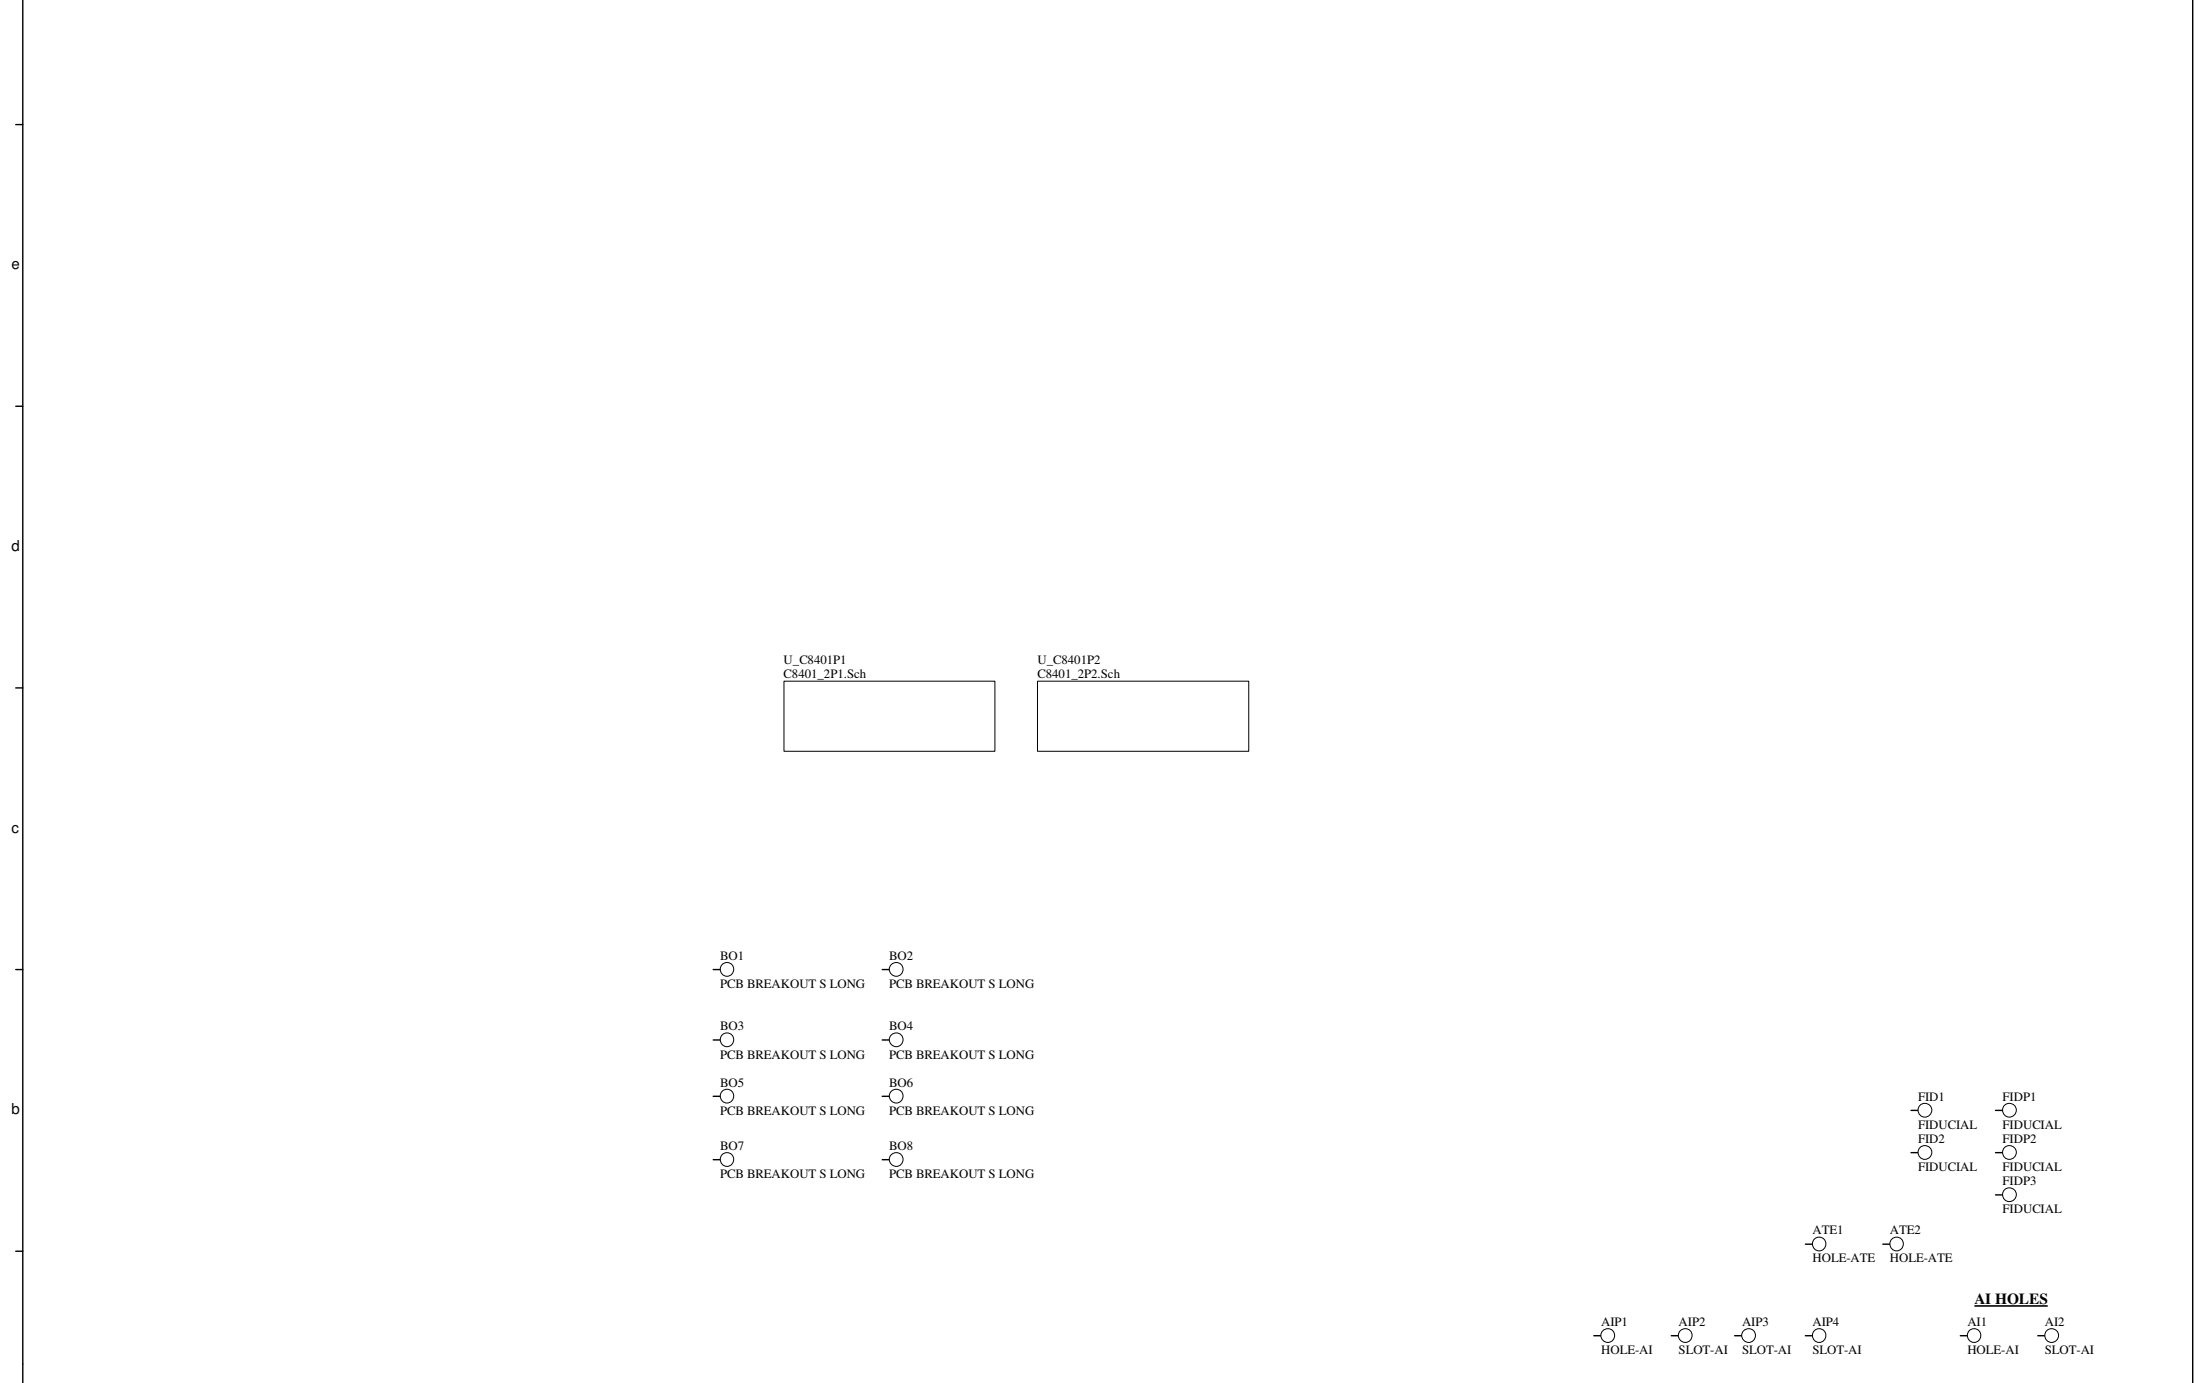 e
d
U_C8401P1
C8401_2P1.Sch
U_C8401P2
C8401_2P2.Sch
c
BO1
PCB BREAKOUT S LONG
BO2
PCB BREAKOUT S LONG
BO3
PCB BREAKOUT S LONG
BO4
PCB BREAKOUT S LONG
BO5
PCB BREAKOUT S LONG
BO6
PCB BREAKOUT S LONG
b
BO7
PCB BREAKOUT S LONG
BO8
PCB BREAKOUT S LONG
FID1
FIDUCIAL
FIDP1
FIDUCIAL
FID2
FIDUCIAL
FIDP2
FIDUCIAL
FIDP3
FIDUCIAL
ATE1
HOLE-ATE
ATE2
HOLE-ATE
AI HOLES
AIP1
HOLE-AI
AIP2
SLOT-AI
AIP3
SLOT-AI
AIP4
SLOT-AI
AI1
HOLE-AI
AI2
SLOT-AI